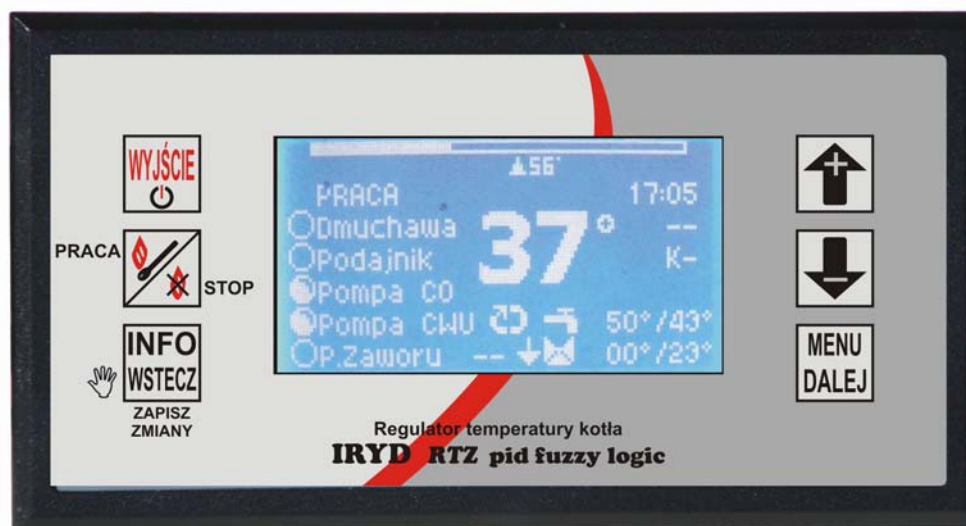 WYJŚCIE
PRACA
STOP
INFO
WSTECZ
ZAPISZ
ZMIANY
56°
PRACA 17:05
Dmuchawa 37° --
Podajnik K-
Pompa CO
Pompa CWU 50°/43°
P.Zaworu -- 00°/23°
+
-
MENU
DALEJ
Regulator temperatury kotła
IRYD RTZ pid fuzzy logic